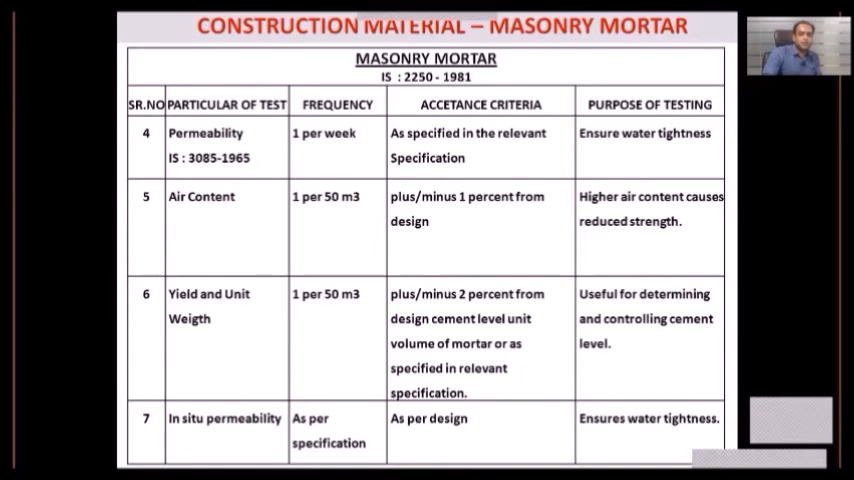 CONSTRUCTION MATERIAL – MASONRY MORTAR
MASONRY MORTAR
IS : 2250 - 1981
SR.NO PARTICULAR OF TEST FREQUENCY ACCETANCE CRITERIA PURPOSE OF TESTING
4 Permeability 1 per week As specified in the relevant Ensure water tightness
IS : 3085-1965 Specification
5 Air Content 1 per 50 m3 plus/minus 1 percent from Higher air content causes
design reduced strength.
6 Yield and Unit 1 per 50 m3 plus/minus 2 percent from Useful for determining
Weigth design cement level unit and controlling cement
volume of mortar or as level.
specified in relevant
specification.
7 In situ permeability As per As per design Ensures water tightness.
specification